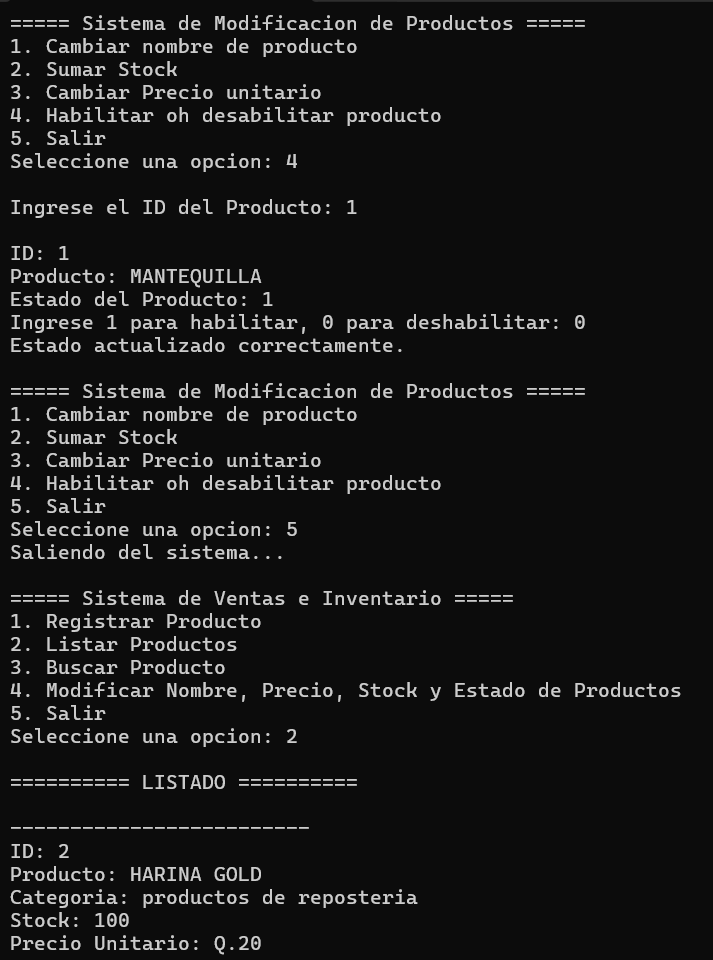 ===== Sistema de Modificacion de Productos =====
1. Cambiar nombre de producto
2. Sumar Stock
3. Cambiar Precio unitario
4. Habilitar oh desabilitar producto
5. Salir
Seleccione una opcion: 4
Ingrese el ID del Producto: 1
ID: 1
Producto: MANTEQUILLA
Estado del Producto: 1
Ingrese 1 para habilitar, 0 para deshabilitar: 0
Estado actualizado correctamente.
===== Sistema de Modificacion de Productos =====
1. Cambiar nombre de producto
2. Sumar Stock
3. Cambiar Precio unitario
4. Habilitar oh desabilitar producto
5. Salir
Seleccione una opcion: 5
Saliendo del sistema...
===== Sistema de Ventas e Inventario =====
1. Registrar Producto
2. Listar Productos
3. Buscar Producto
4. Modificar Nombre, Precio, Stock y Estado de Productos
5. Salir
Seleccione una opcion: 2
========== LISTADO ==========
-------------------------
ID: 2
Producto: HARINA GOLD
Categoria: productos de reposteria
Stock: 100
Precio Unitario: Q.20